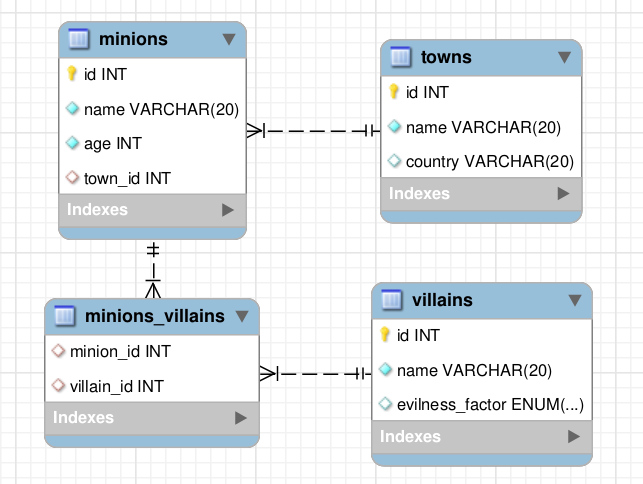 minions
id INT
name VARCHAR(20)
age INT
town_id INT
Indexes
towns
id INT
name VARCHAR(20)
country VARCHAR(20)
Indexes
minions_villains
minion_id INT
villain_id INT
Indexes
villains
id INT
name VARCHAR(20)
evilness_factor ENUM(...)
Indexes